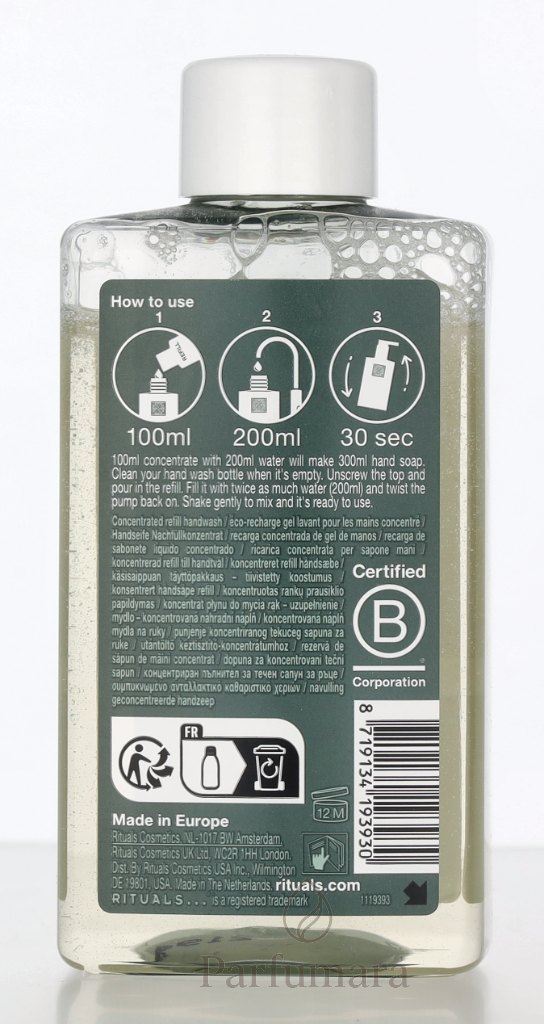 How to use
1 2 3
REFILL
100ml 200ml 30 sec
100ml concentrate with 200ml water will make 300ml hand soap.
Clean your hand wash bottle when it's empty. Unscrew the top and
pour in the refill. Fill it with twice as much water (200ml) and twist the
pump back on. Shake gently to mix and it's ready to use.
Concentrated refill handwash / éco-recharge gel lavant pour les mains concentré /
Handseife Nachfüllkonzentrat / recarga concentrada de gel de manos / recarga de
sabonete líquido concentrado / ricarica concentrata per sapone mani /
koncentrerad refill till handtvål / koncentreret refill håndsæbe /
käsisaippuan täyttöpakkaus - tiivistetty koostumus /
konsentrert håndsåpe refill / koncentruotas rankų prausiklio
papildymas / koncentrat płynu do mycia rąk - uzupełnienie /
mýdlo - koncentrovaná náhradní náplň / koncentrovaná náplň
mydla na ruky / punjenje koncentriranog tekućeg sapuna za
ruke / utántöltő kéztisztító-koncentrátumhoz / rezervă de
săpun de mâini concentrat / dopuna za koncentrovani tečni
sapun / концентриран пълнител за течен сапун за ръце /
συμπυκνωμένο ανταλλακτικό καθαριστικό χεριών / navulling
geconcentreerde handzeep
Certified
B
®
Corporation
8 719134 193930
FR
12 M
Made in Europe
Rituals Cosmetics, NL-1017 BW Amsterdam.
Rituals Cosmetics UK Ltd, WC2R 1HH London.
Dist. By Rituals Cosmetics USA Inc., Wilmington
DE 19801, USA. Made in The Netherlands. rituals.com
RITUALS... is a registered trademark 1119393
Parfumara